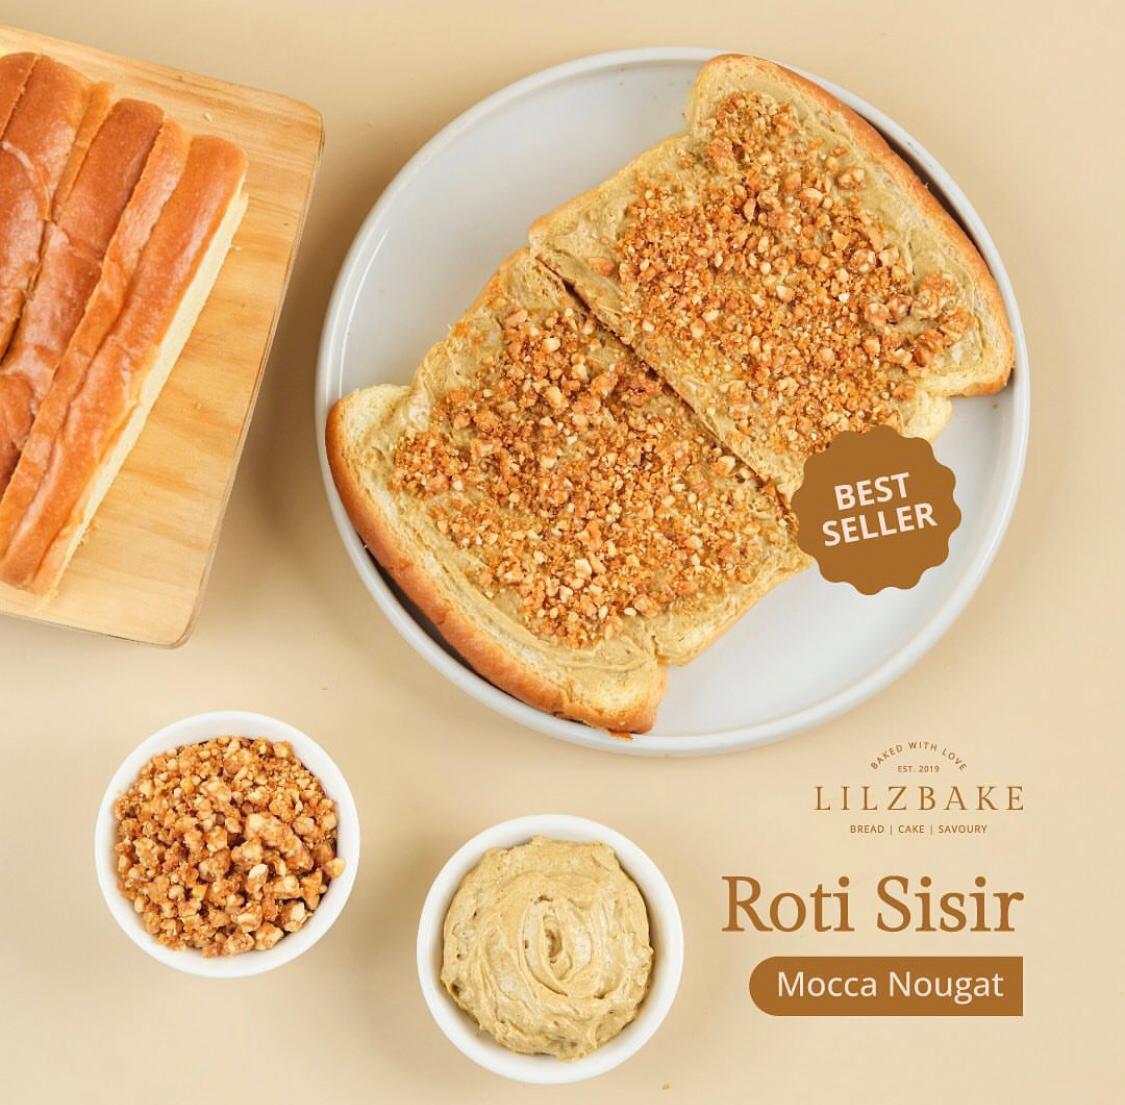 BEST
SELLER
BAKED WITH LOVE
EST. 2019
LILZBAKE
BREAD | CAKE | SAVOURY
Roti Sisir
Mocca Nougat